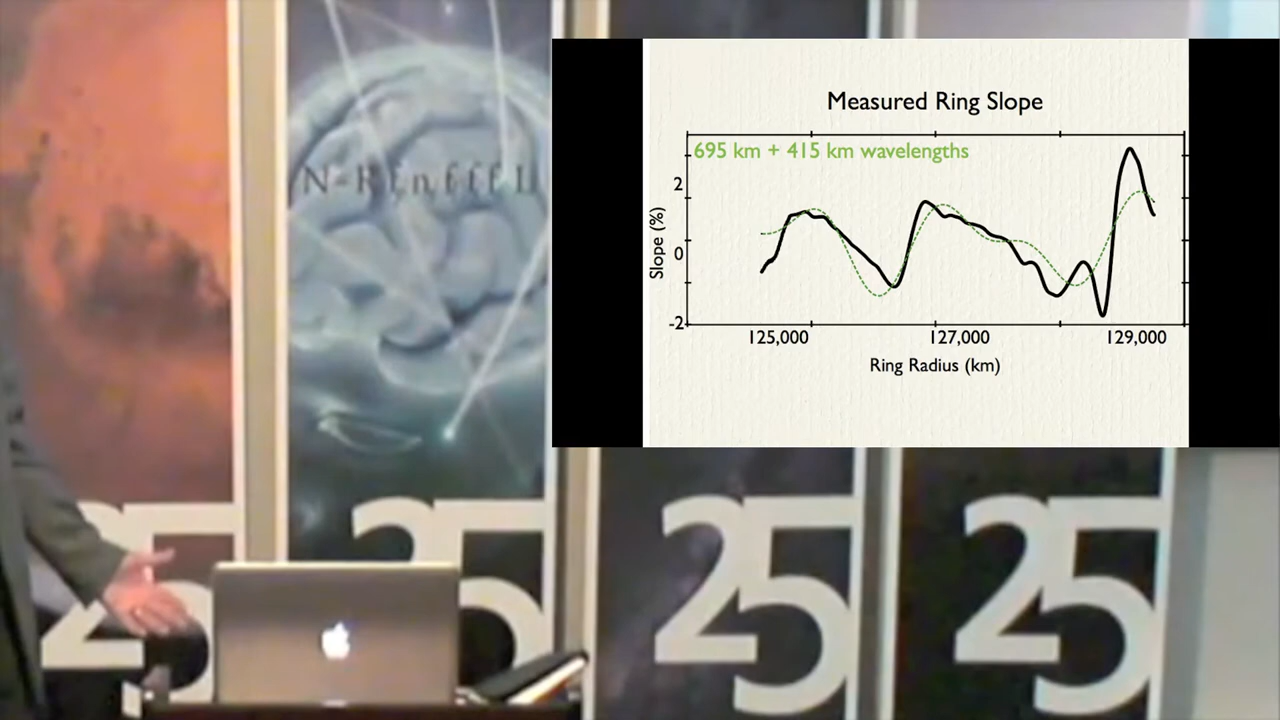 N-R f n f f f L
Measured Ring Slope
695 km + 415 km wavelengths
2
0
-2
Slope (%)
125,000 127,000 129,000
Ring Radius (km)
25 25 25 25